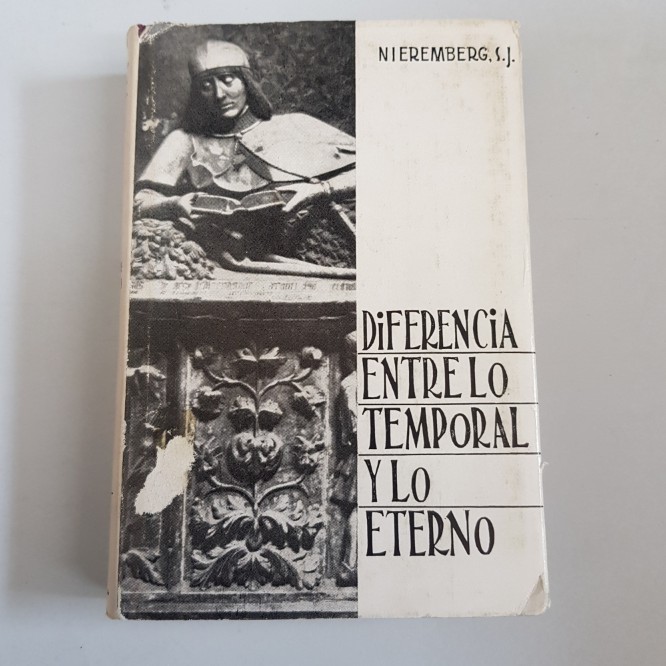 NIEREMBERG, S.J.
DiFERENCiA
ENTRE LO
TEMPORAL
Y LO
ETERNO